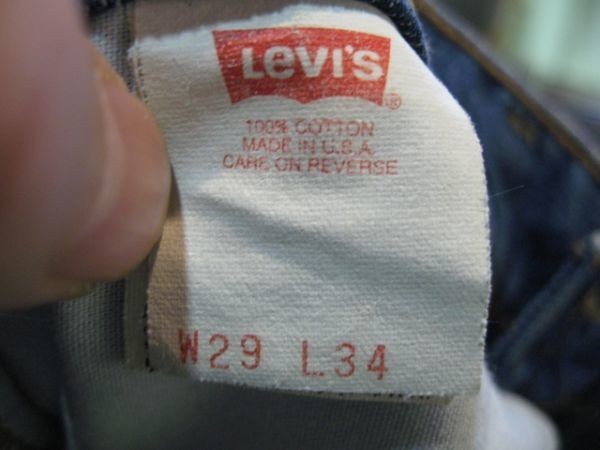 Levi's ®
100% COTTON
MADE IN U.S.A.
CARE ON REVERSE
W29 L34